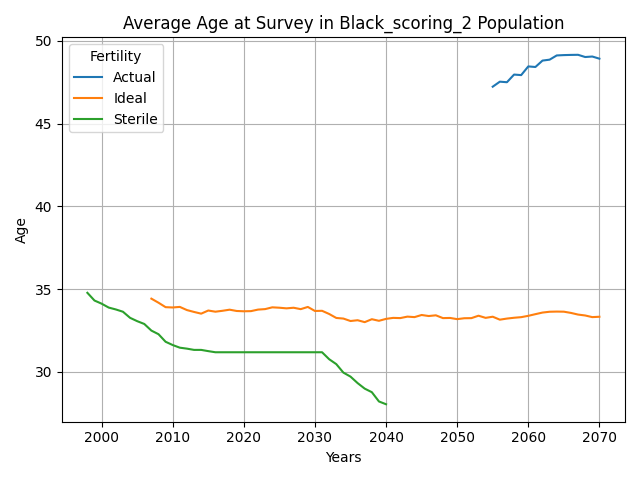 Average Age at Survey in Black_scoring_2 Population
Fertility
Actual
Ideal
Sterile
Age
50
45
40
35
30
2000 2010 2020 2030 2040 2050 2060 2070
Years